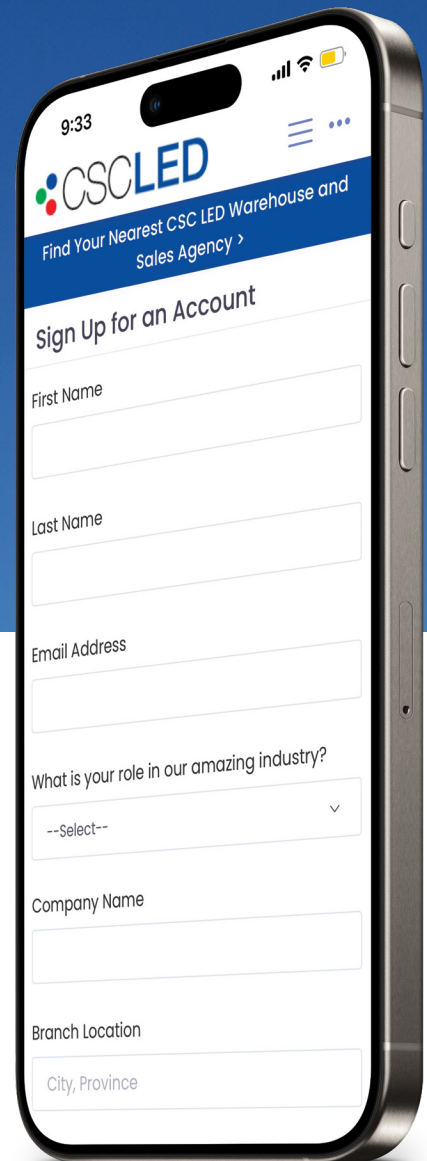 9:33
CSCLED
Find Your Nearest CSC LED Warehouse and
Sales Agency >
Sign Up for an Account
First Name
Last Name
Email Address
What is your role in our amazing industry?
--Select--
Company Name
Branch Location
City, Province